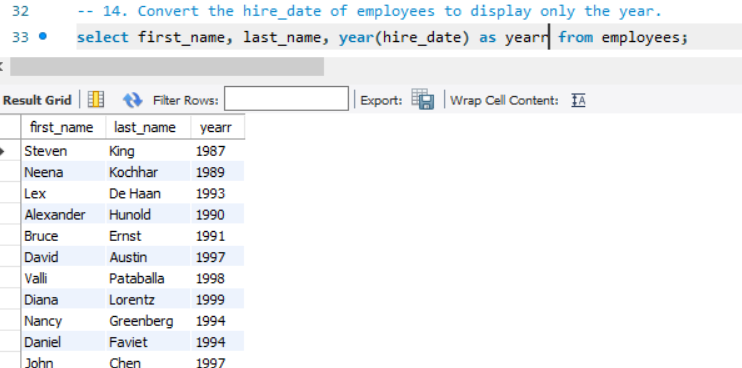 32 -- 14. Convert the hire_date of employees to display only the year.
33 select first_name, last_name, year(hire_date) as yearr from employees;
Result Grid Filter Rows: Export: Wrap Cell Content: IA
first_name last_name yearr
Steven King 1987
Neena Kochhar 1989
Lex De Haan 1993
Alexander Hunold 1990
Bruce Ernst 1991
David Austin 1997
Valli Pataballa 1998
Diana Lorentz 1999
Nancy Greenberg 1994
Daniel Faviet 1994
John Chen 1997